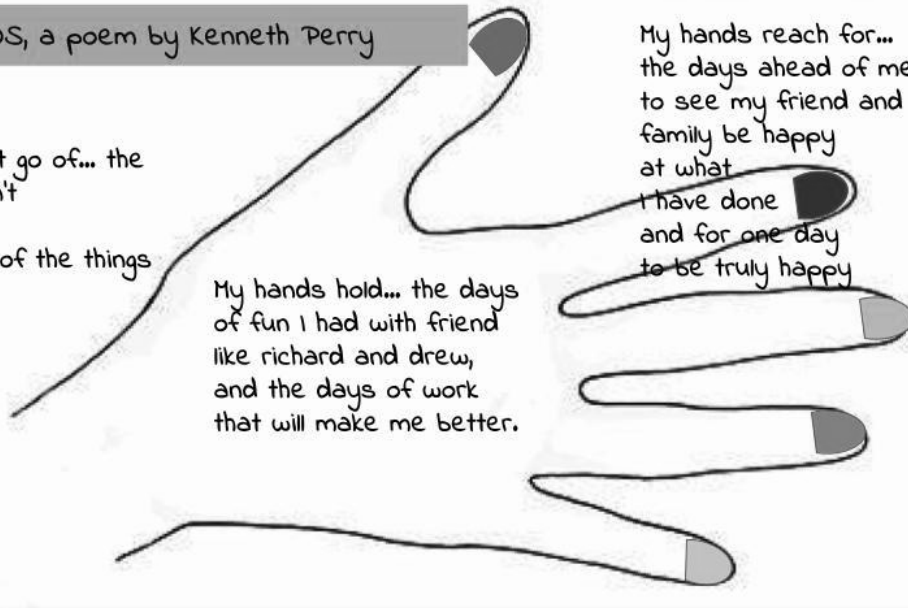 a poem by Kenneth Perry
go of... the
of the things
My hands hold... the days
of fun I had with friend
like richard and drew,
and the days of work
that will make me better.
My hands reach for...
the days ahead of me
to see my friend and
family be happy
at what
I have done
and for one day
to be truly happy